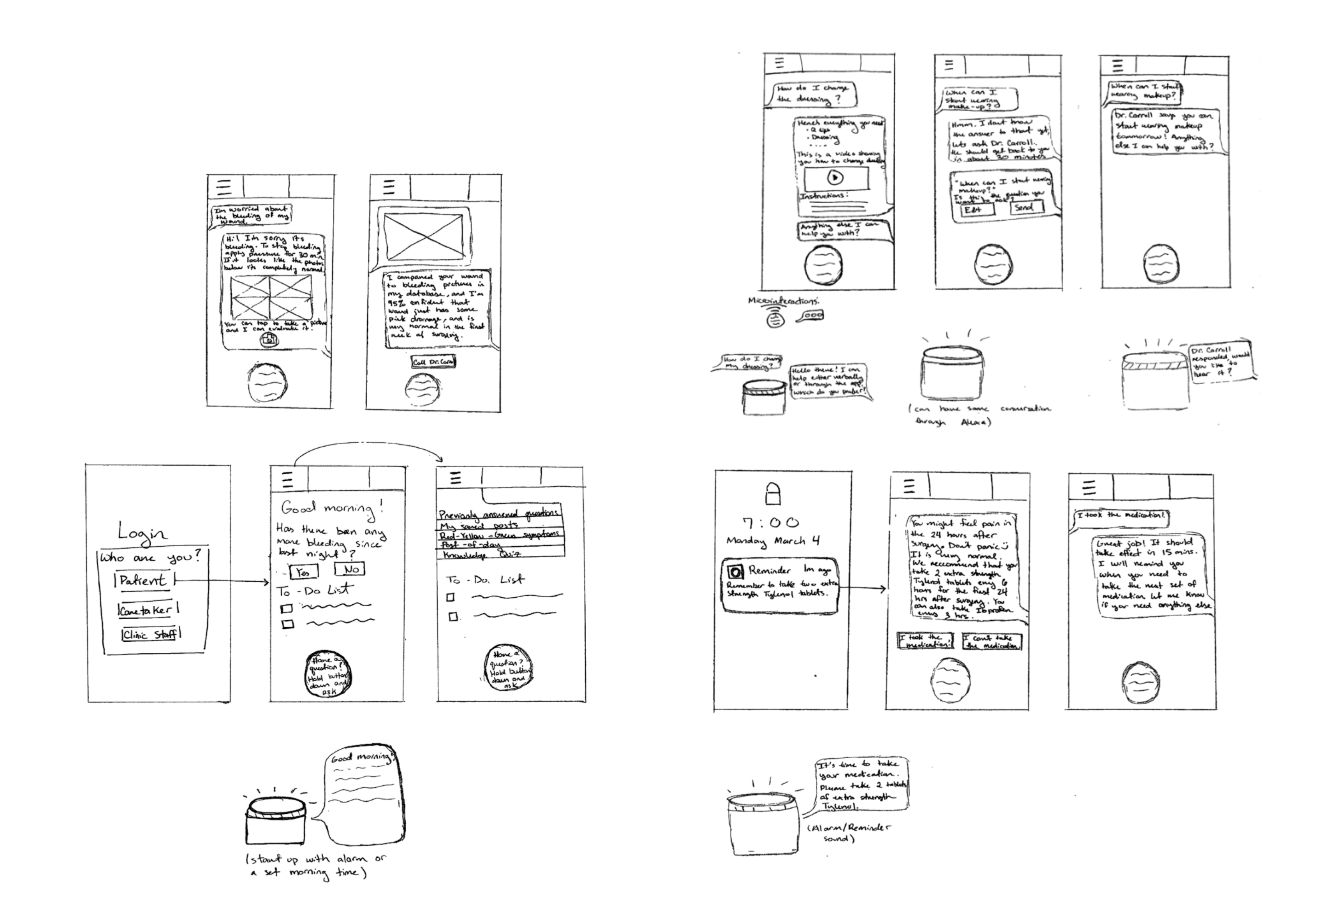 I'm worried about
the bleeding of my
wound.
Hi! I'm sorry its
bleeding. To stop bleeding
apply pressure for 30 min
If it looks like the photos
below its completely normal
You can tap to take a picture
and I can evaluate it.
I compared your wound
to bleeding pictures in
my database, and I'm
95% confident that
wound just has some
pink drainage, and is
very normal in the first
week of surgery.
Call Dr. Carroll
Login
Who are you?
Patient
Caretaker
Clinic Staff
Good morning!
Has there been any
more bleeding since
last night?
Yes
No
To-Do List
Have a
question?
Hold button
down and
ask
Previously answered questions
My saved posts
Red-Yellow-Green symptoms
Post-of-day
Knowledge Quiz
To-Do List
Have a
question?
Hold button
down and
ask
Good morning!
(start up with alarm or
a set morning time)
How do I change
the dressing?
Here's everything you need
• Q tips
• Dressing
• ....
This is a video showing
you how to change dressing
Instructions:
Anything else I can
help you with?
When can I
start wearing
make-up?
Hmmm. I don't know
the answer to that yet,
lets ask Dr. Carroll.
He should get back to you
in about 30 minutes
"When can I start wearing
makeup?"
Is this the question you
would like to ask?
Edit
Send
When can I start
wearing makeup?
Dr. Carroll says you can
start wearing makeup
tommorrow! Anything
else I can help you with?
Microinteractions:
How do I change
my dressing?
Hello there! I can
help either verbally
or through the app
which do you prefer?
(can have same conversation
through Alexa)
Dr. Carroll
responded, would
you like to
hear it?
7:00
Monday March 4
Reminder 1m ago
Remember to take two extra
strength Tylenol tablets.
You might feel pain in
the 24 hours after
surgery. Don't panic
It is very normal.
We reccommend that you
take 2 extra strength
Tylenol tablets every 6
hours for the first 24
hrs after surgery. You
can also take Ibprofen
every 3 hrs.
I took the
medication!
I can't take
the medication
I took the medication!
Great job! It should
take effect in 15 mins.
I will remind you
when you need to
take the next set of
medication let me know
if you need anything else
It's time to take
your medication.
Please take 2 tablets
of extra strength
Tylenol.
(Alarm/Reminder
sound)